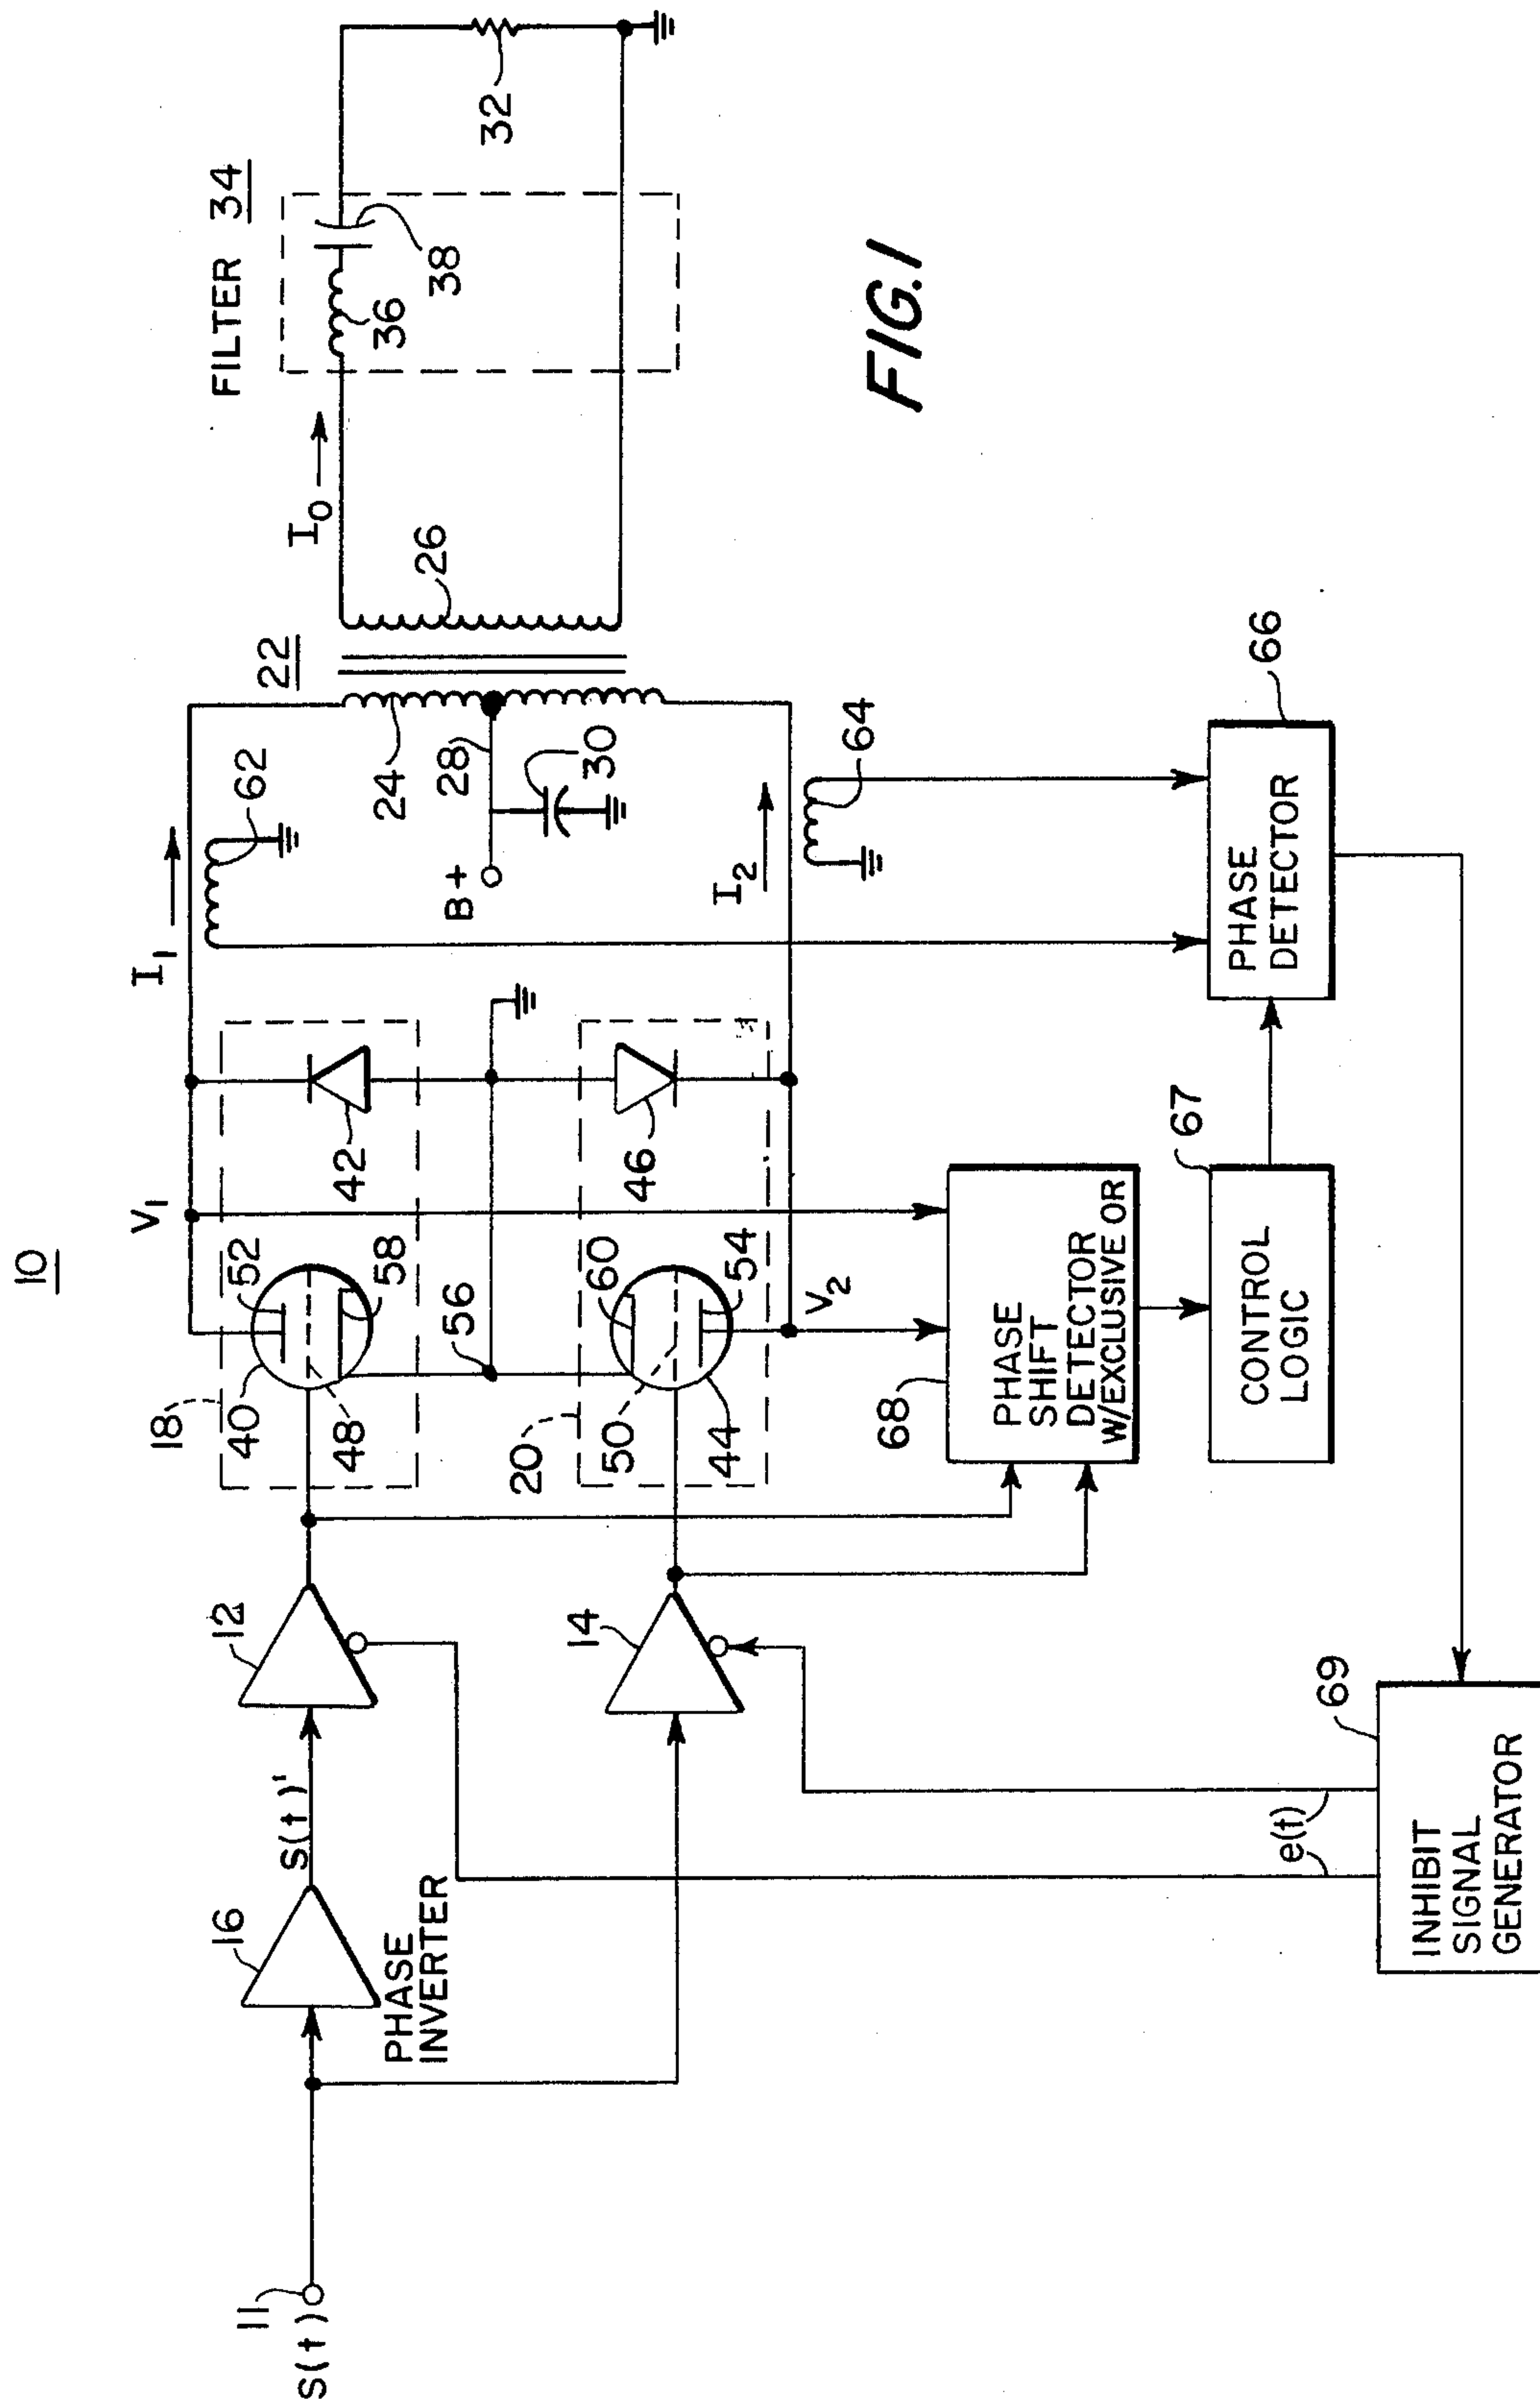 10
11
S(t)
16
S(t)'
PHASE
INVERTER
12
14
18
40
48
52
58
42
V1
I1
62
22
24
26
28
30
B+
I0
FILTER 34
36
38
32
20
50
44
60
54
56
46
V2
I2
64
68
PHASE
SHIFT
DETECTOR
W/EXCLUSIVE OR
67
CONTROL
LOGIC
66
PHASE
DETECTOR
69
INHIBIT
SIGNAL
GENERATOR
e(t)
FIG.1